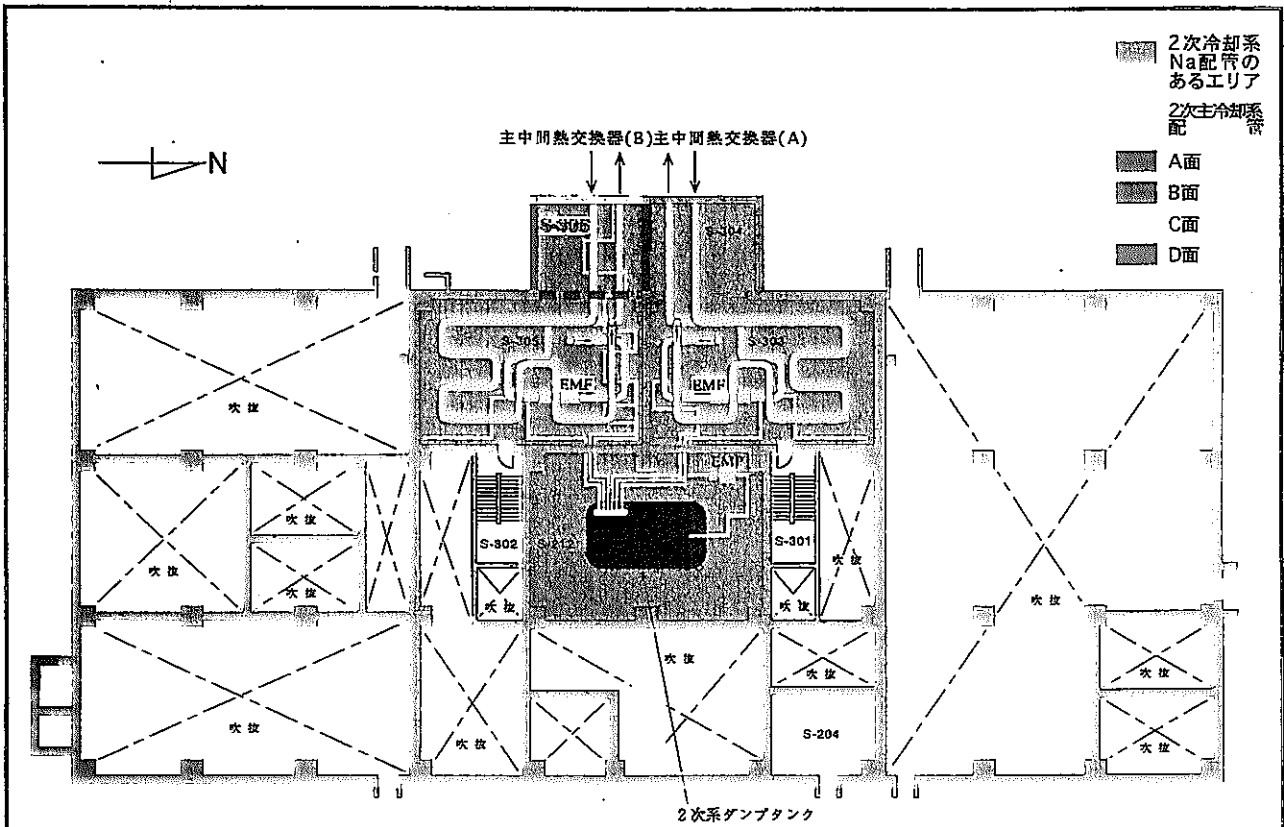 2次冷却系
Na配管の
あるエリア
2次主冷却系
配 管
A面
B面
C面
D面
N
主中間熱交換器(B)主中間熱交換器(A)
S-304
S-305
S-303
EMF
EMF
EMF
吹抜
吹抜
吹抜
吹抜
S-302
S-212
S-301
吹抜
吹抜
吹抜
吹抜
吹抜
吹抜
吹抜
吹抜
吹抜
吹抜
S-204
2次系ダンプタンク